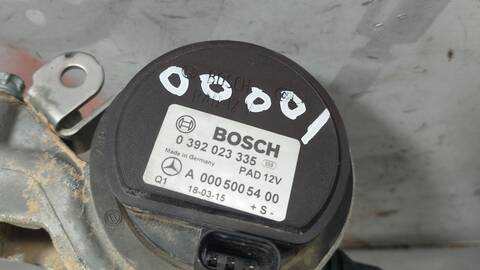 00001
BOSCH
0 392 023 335
Made in Germany
PAD 12V
A 000 500 54 00
Q1
18-03-15
+ S -